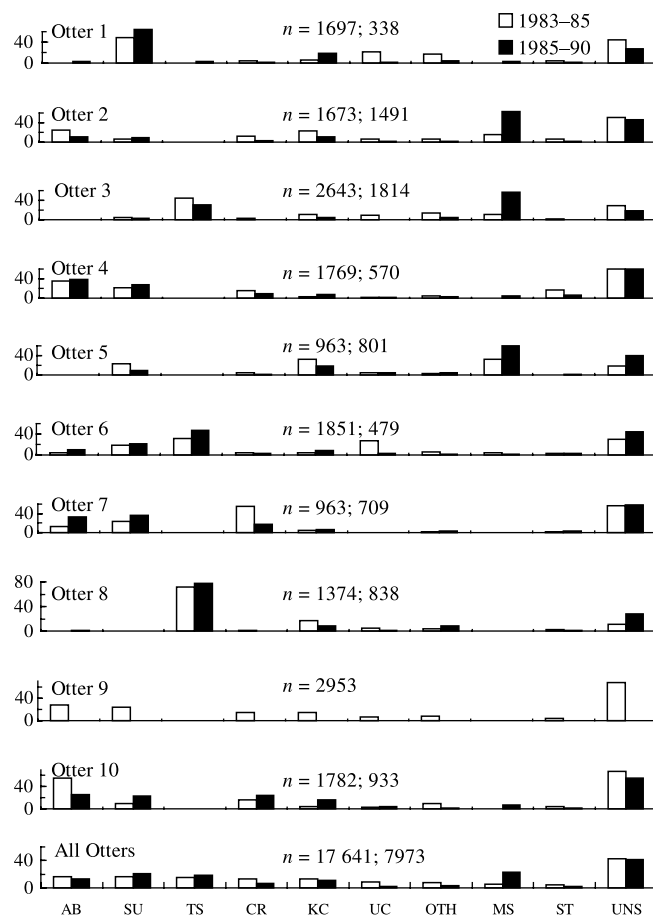 Otter 1
n = 1697; 338
1983–85
1985–90
40
0
Otter 2
n = 1673; 1491
40
0
Otter 3
n = 2643; 1814
40
0
Otter 4
n = 1769; 570
40
0
Otter 5
n = 963; 801
40
0
Otter 6
n = 1851; 479
40
0
Otter 7
n = 963; 709
40
0
80
Otter 8
n = 1374; 838
40
0
Otter 9
n = 2953
40
0
Otter 10
n = 1782; 933
40
0
All Otters
n = 17 641; 7973
40
0
AB SU TS CR KC UC OTH MS ST UNS